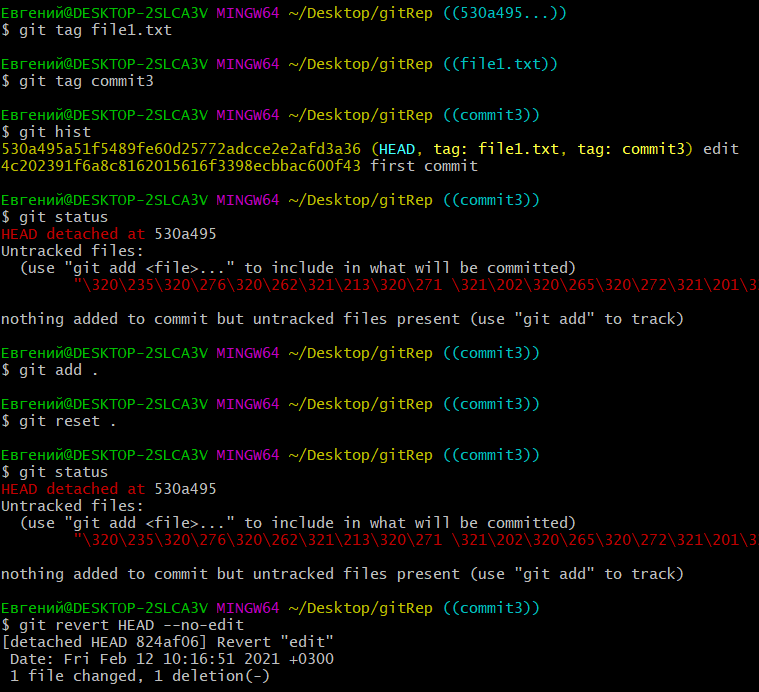 Евгений@DESKTOP-2SLCA3V MINGW64 ~/Desktop/gitRep ((530a495...))
$ git tag file1.txt
Евгений@DESKTOP-2SLCA3V MINGW64 ~/Desktop/gitRep ((file1.txt))
$ git tag commit3
Евгений@DESKTOP-2SLCA3V MINGW64 ~/Desktop/gitRep ((commit3))
$ git hist
530a495a51f5489fe60d25772adcce2e2afd3a36 (HEAD, tag: file1.txt, tag: commit3) edit
4c202391f6a8c8162015616f3398ecbbac600f43 first commit
Евгений@DESKTOP-2SLCA3V MINGW64 ~/Desktop/gitRep ((commit3))
$ git status
HEAD detached at 530a495
Untracked files:
(use "git add <file>..." to include in what will be committed)
"\320\235\320\276\320\262\321\213\320\271 \321\202\320\265\320\272\321\201\3
nothing added to commit but untracked files present (use "git add" to track)
Евгений@DESKTOP-2SLCA3V MINGW64 ~/Desktop/gitRep ((commit3))
$ git add .
Евгений@DESKTOP-2SLCA3V MINGW64 ~/Desktop/gitRep ((commit3))
$ git reset .
Евгений@DESKTOP-2SLCA3V MINGW64 ~/Desktop/gitRep ((commit3))
$ git status
HEAD detached at 530a495
Untracked files:
(use "git add <file>..." to include in what will be committed)
"\320\235\320\276\320\262\321\213\320\271 \321\202\320\265\320\272\321\201\3
nothing added to commit but untracked files present (use "git add" to track)
Евгений@DESKTOP-2SLCA3V MINGW64 ~/Desktop/gitRep ((commit3))
$ git revert HEAD --no-edit
[detached HEAD 824af06] Revert "edit"
Date: Fri Feb 12 10:16:51 2021 +0300
1 file changed, 1 deletion(-)